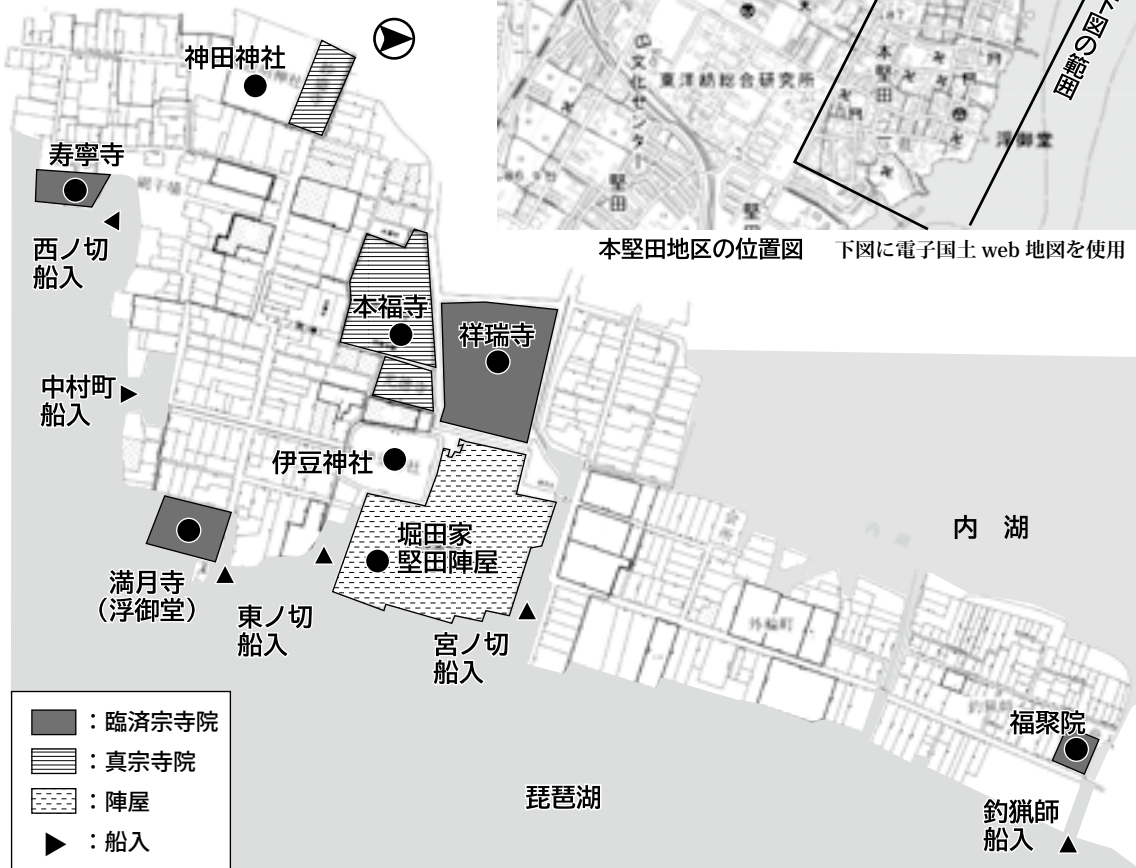 神田神社
寿寧寺
西ノ切
船入
本福寺
祥瑞寺
中村町
船入
伊豆神社
堀田家
堅田陣屋
満月寺
（浮御堂）
東ノ切
船入
宮ノ切
船入
内　湖
外輪町
福聚院
釣猟師
船入
琵琶湖
：臨済宗寺院
：真宗寺院
：陣屋
：船入
文化センター
東洋紡総合研究所
本堅田
浮御堂
堅田
下図の範囲
本堅田地区の位置図
下図に電子国土 web 地図を使用